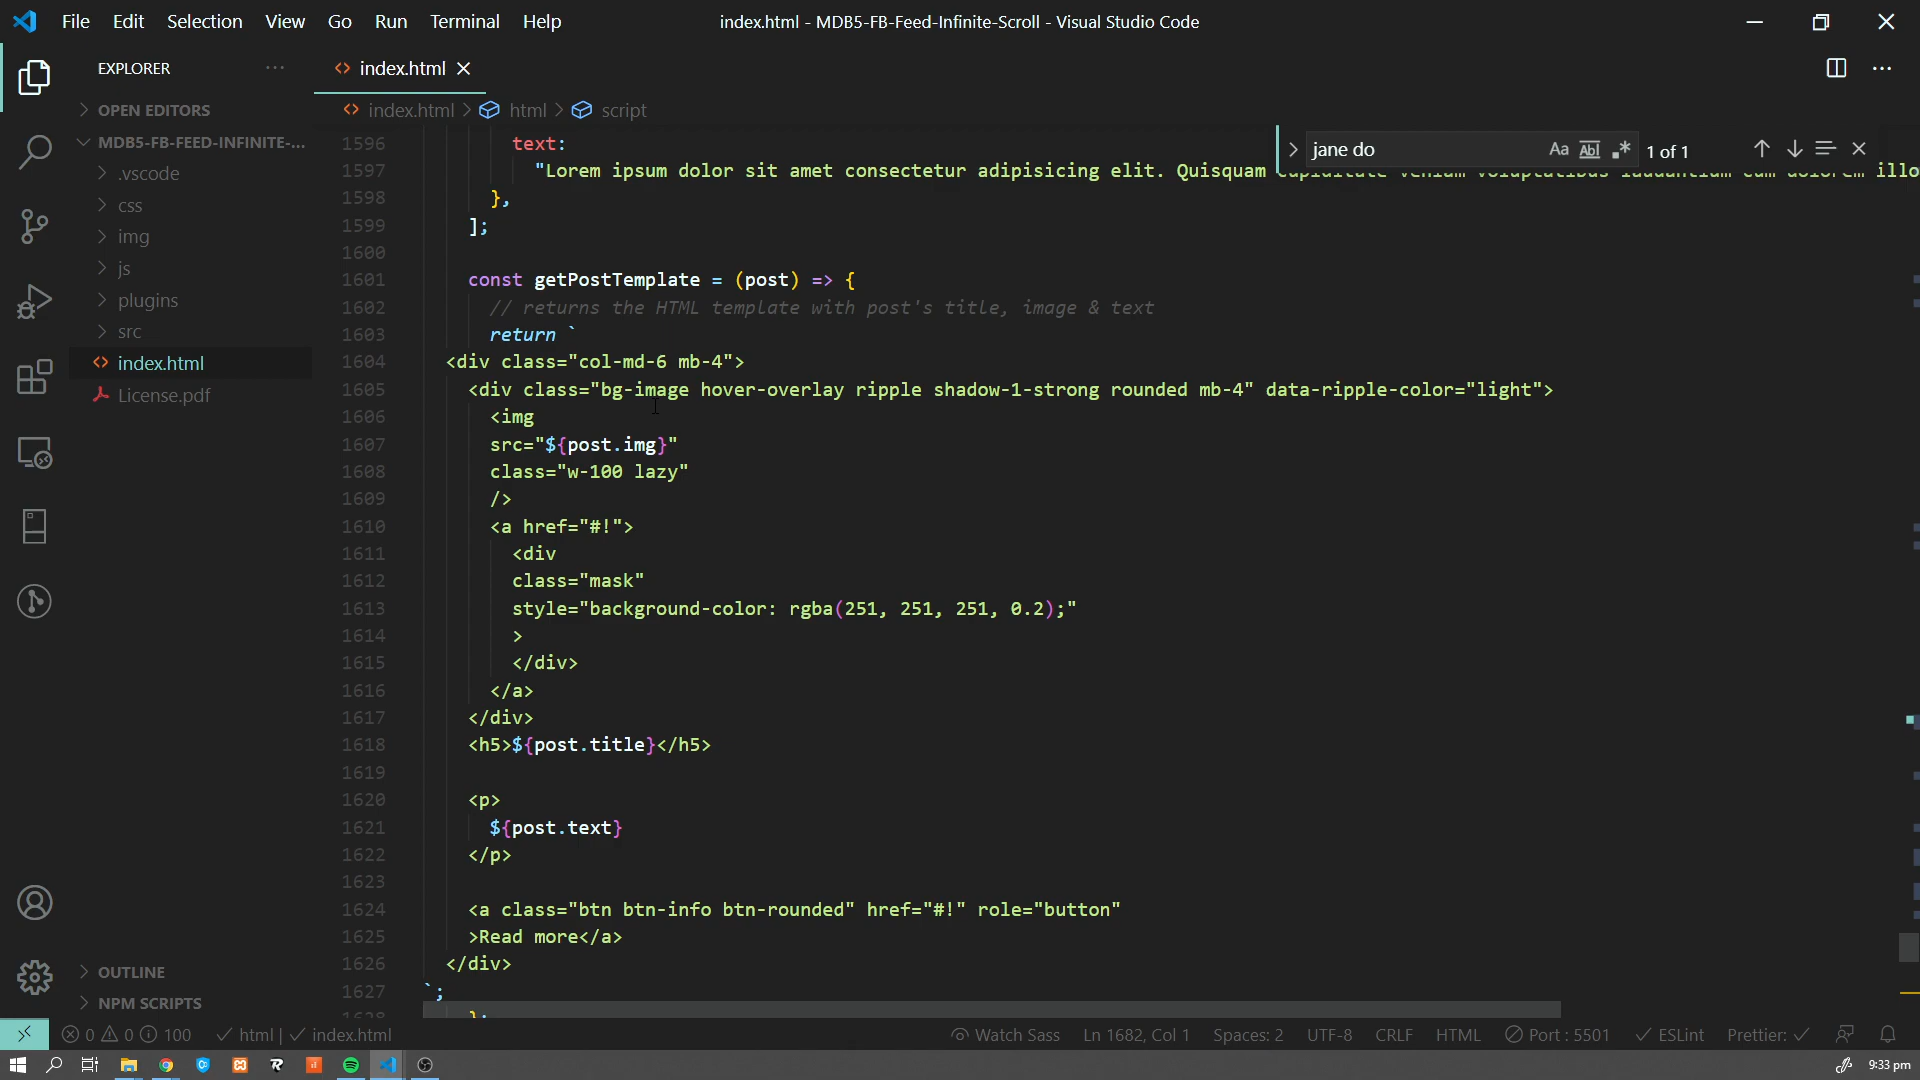 File Edit Selection View Go Run Terminal Help
index.html - MDB5-FB-Feed-Infinite-Scroll - Visual Studio Code
EXPLORER
index.html
OPEN EDITORS
index.html > html > script
MDB5-FB-FEED-INFINITE-...
.vscode
css
img
js
plugins
src
index.html
License.pdf
OUTLINE
NPM SCRIPTS
jane do
Aa Abl .* 1 of 1
1596 text:
1597 "Lorem ipsum dolor sit amet consectetur adipisicing elit. Quisquam cupiditate veniam voluptatibus laudantium cum dolorem illo
1598 },
1599 ];
1600
1601 const getPostTemplate = (post) => {
1602 // returns the HTML template with post's title, image & text
1603 return `
1604 <div class="col-md-6 mb-4">
1605 <div class="bg-image hover-overlay ripple shadow-1-strong rounded mb-4" data-ripple-color="light">
1606 <img
1607 src="${post.img}"
1608 class="w-100 lazy"
1609 />
1610 <a href="#!">
1611 <div
1612 class="mask"
1613 style="background-color: rgba(251, 251, 251, 0.2);"
1614 >
1615 </div>
1616 </a>
1617 </div>
1618 <h5>${post.title}</h5>
1619
1620 <p>
1621 ${post.text}
1622 </p>
1623
1624 <a class="btn btn-info btn-rounded" href="#!" role="button"
1625 >Read more</a>
1626 </div>
1627 `;
1628 };
0 0 100 html | index.html
Watch Sass Ln 1682, Col 1 Spaces: 2 UTF-8 CRLF HTML Port : 5501 ESLint Prettier:
9:33 pm